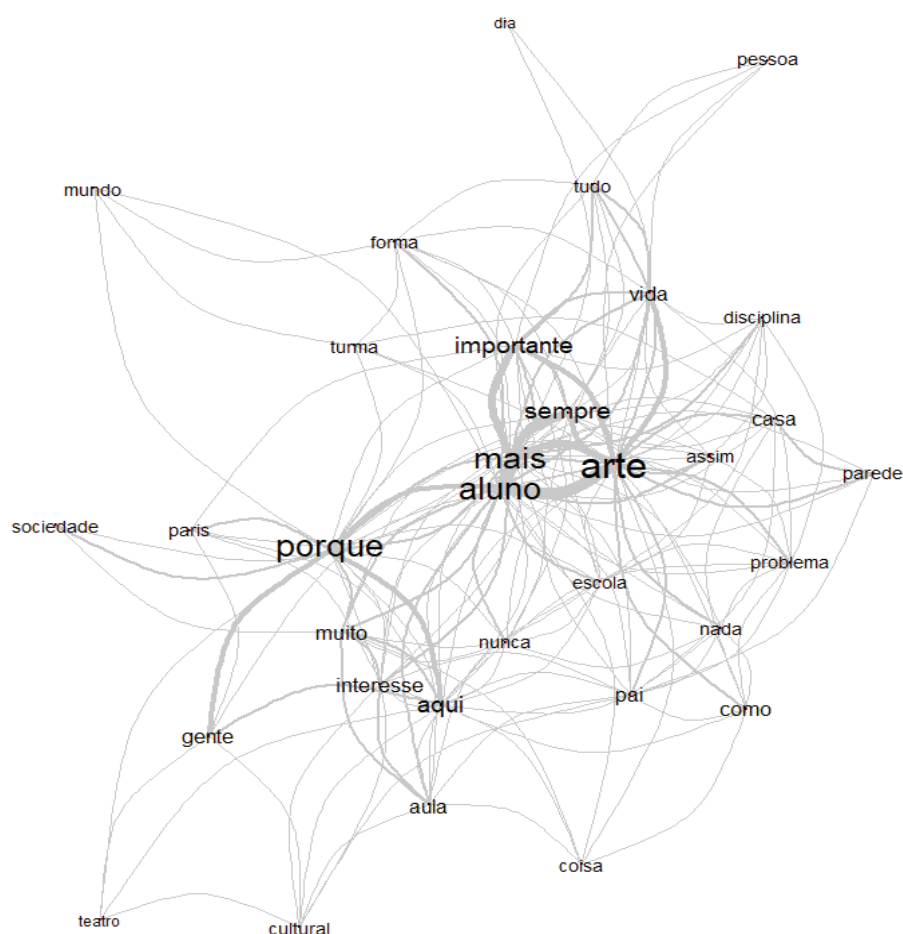 dia
pessoa
mundo
tudo
forma
vida
disciplina
turma
importante
sempre
casa
mais
assim
arte
parede
aluno
sociedade
paris
porque
problema
escola
muito
nunca
nada
interesse
pai
aqui
como
gente
aula
coisa
teatro
cultural